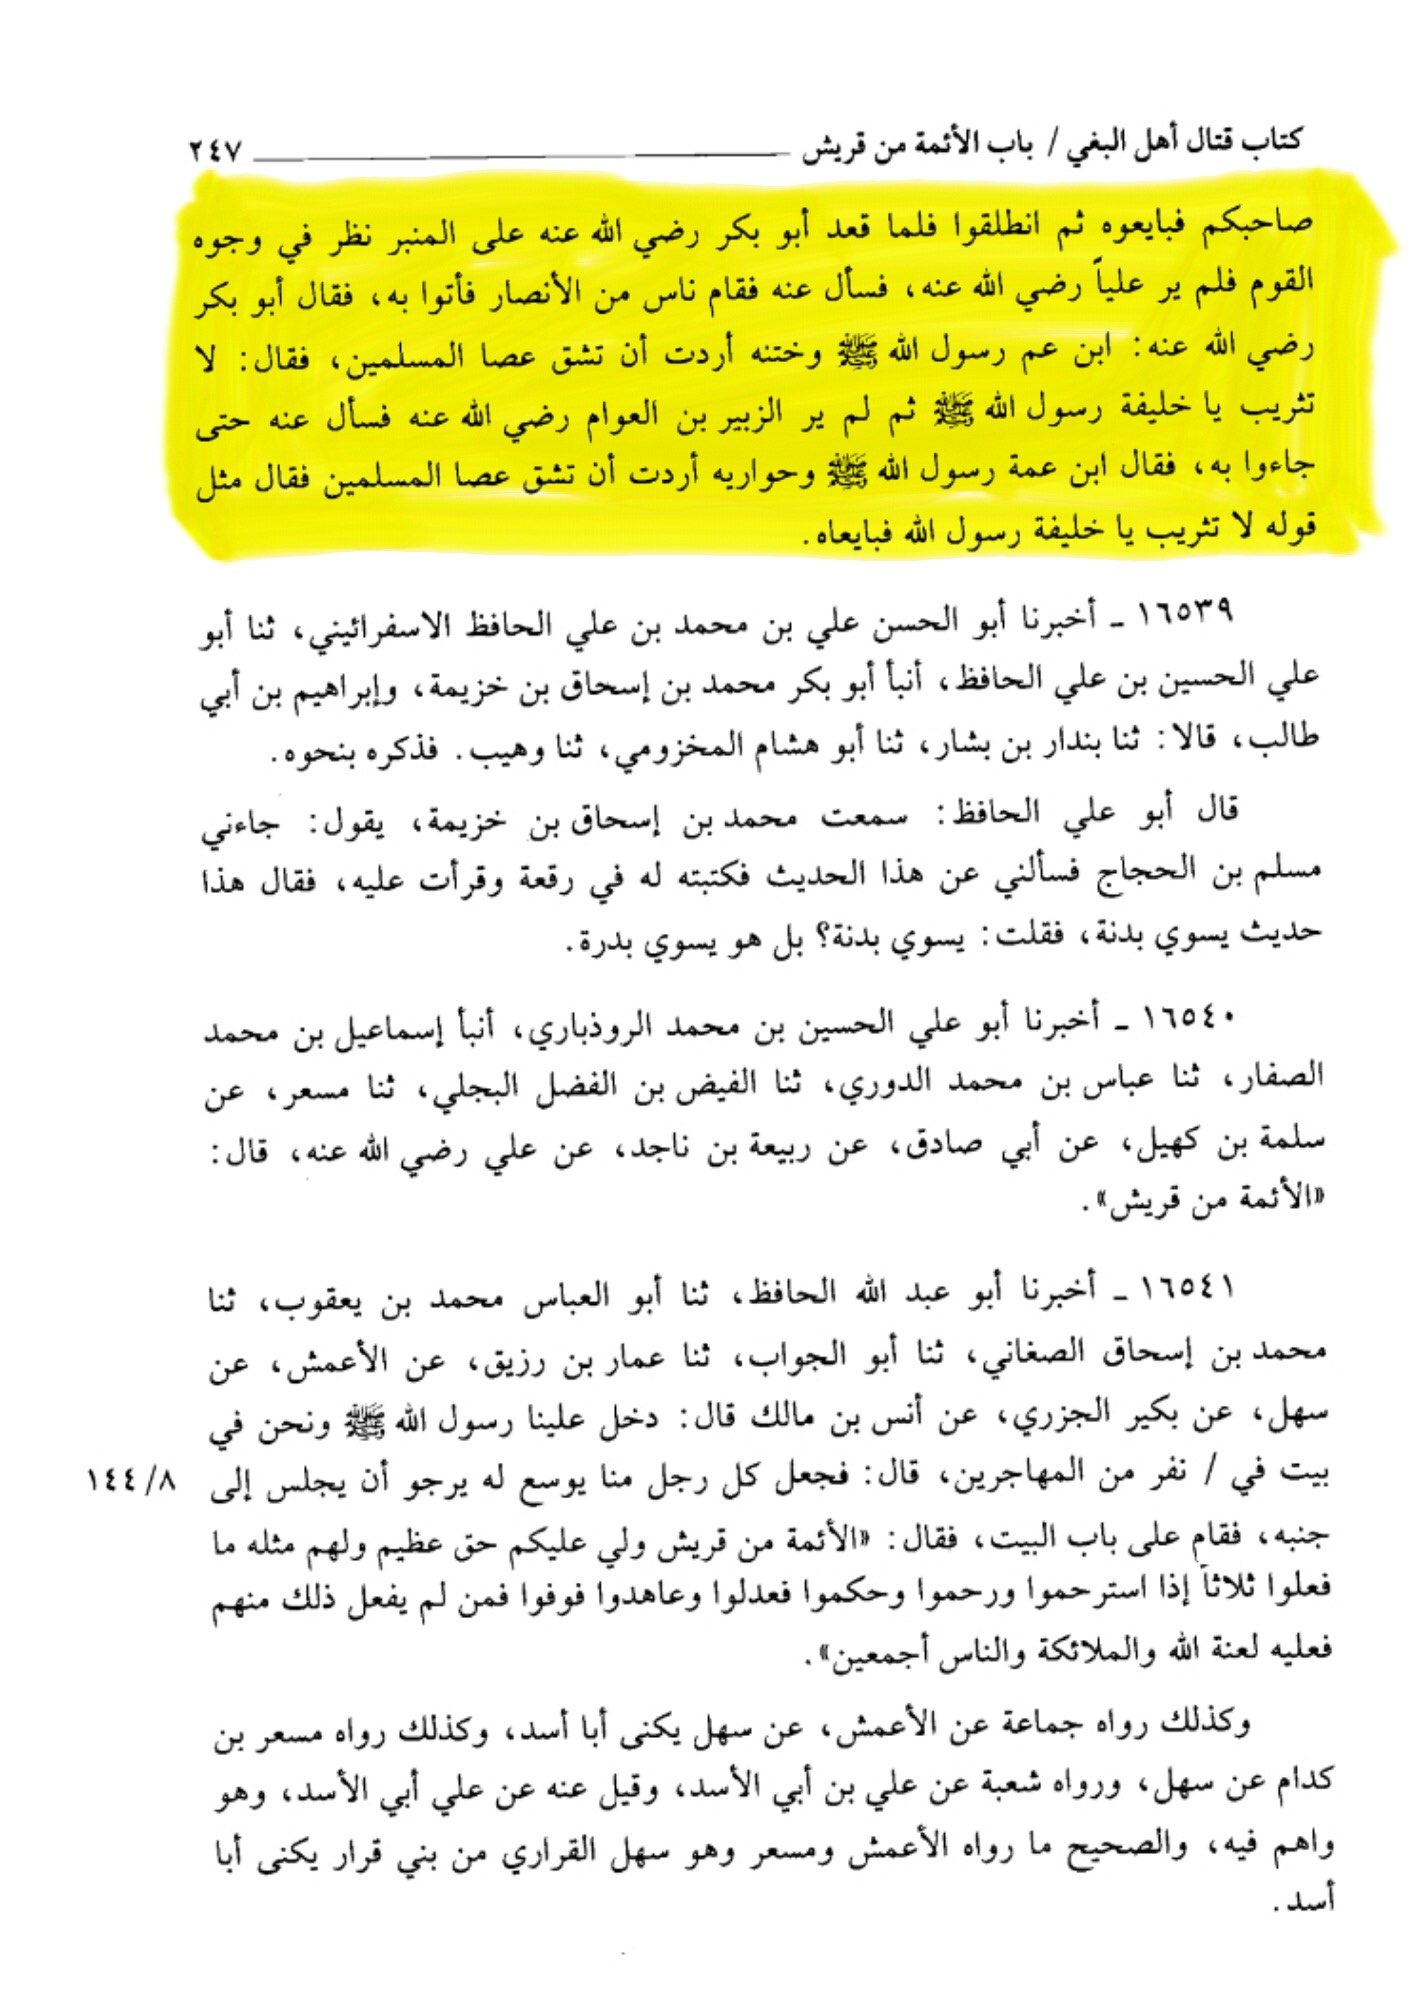 كتاب قتال أهل البغي / باب الأئمة من قريش ٢٤٧
صاحبكم فبايعوه ثم انطلقوا فلما قعد أبو بكر رضي الله عنه على المنبر نظر في وجوه
القوم فلم ير علياً رضي الله عنه، فسأل عنه فقام ناس من الأنصار فأتوا به، فقال أبو بكر
رضي الله عنه: ابن عم رسول الله ﷺ وختنه أردت أن تشق عصا المسلمين، فقال: لا
تثريب يا خليفة رسول الله ﷺ ثم لم ير الزبير بن العوام رضي الله عنه فسأل عنه حتى
جاءوا به، فقال ابن عمة رسول الله ﷺ وحواريه أردت أن تشق عصا المسلمين فقال مثل
قوله لا تثريب يا خليفة رسول الله فبايعاه.
١٦٥٣٩ ـ أخبرنا أبو الحسن علي بن محمد بن علي الحافظ الاسفرائيني، ثنا أبو
علي الحسين بن علي الحافظ، أنبأ أبو بكر محمد بن إسحاق بن خزيمة، وإبراهيم بن أبي
طالب، قالا: ثنا بندار بن بشار، ثنا أبو هشام المخزومي، ثنا وهيب. فذكره بنحوه.
قال أبو علي الحافظ: سمعت محمد بن إسحاق بن خزيمة، يقول: جاءني
مسلم بن الحجاج فسألني عن هذا الحديث فكتبته له في رقعة وقرأت عليه، فقال هذا
حديث يسوي بدنة، فقلت: يسوي بدنة؟ بل هو يسوي بدرة.
١٦٥٤٠ ـ أخبرنا أبو علي الحسين بن محمد الروذباري، أنبأ إسماعيل بن محمد
الصفار، ثنا عباس بن محمد الدوري، ثنا الفيض بن الفضل البجلي، ثنا مسعر، عن
سلمة بن كهيل، عن أبي صادق، عن ربيعة بن ناجد، عن علي رضي الله عنه، قال:
«الأئمة من قريش».
١٦٥٤١ ـ أخبرنا أبو عبد الله الحافظ، ثنا أبو العباس محمد بن يعقوب، ثنا
محمد بن إسحاق الصغاني، ثنا أبو الجواب، ثنا عمار بن رزيق، عن الأعمش، عن
سهل، عن بكير الجزري، عن أنس بن مالك قال: دخل علينا رسول الله ﷺ ونحن في
بيت في / نفر من المهاجرين، قال: فجعل كل رجل منا يوسع له يرجو أن يجلس إلى ١٤٤/٨
جنبه، فقام على باب البيت، فقال: «الأئمة من قريش ولي عليكم حق عظيم ولهم مثله ما
فعلوا ثلاثاً إذا استرحموا ورحموا وحكموا فعدلوا وعاهدوا فوفوا فمن لم يفعل ذلك منهم
فعليه لعنة الله والملائكة والناس أجمعين».
وكذلك رواه جماعة عن الأعمش، عن سهل يكنى أبا أسد، وكذلك رواه مسعر بن
كدام عن سهل، ورواه شعبة عن علي بن أبي الأسد، وقيل عنه عن علي أبي الأسد، وهو
واهم فيه، والصحيح ما رواه الأعمش ومسعر وهو سهل القراري من بني قرار يكنى أبا
أسد.